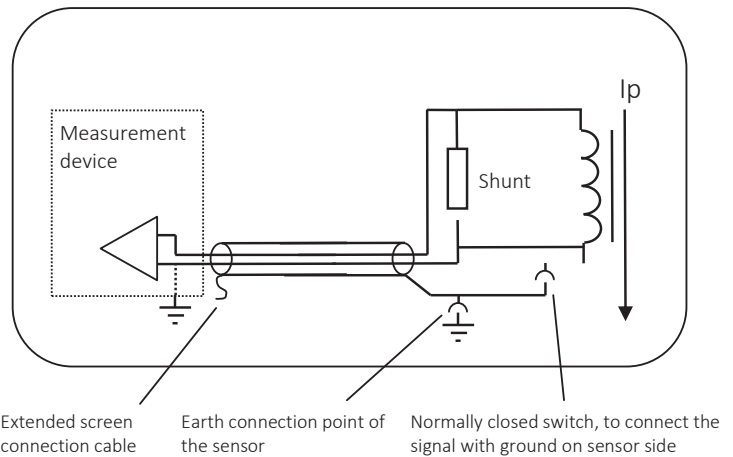 Ip
Measurement
device
Shunt
Extended screen
connection cable
Earth connection point of
the sensor
Normally closed switch, to connect the
signal with ground on sensor side